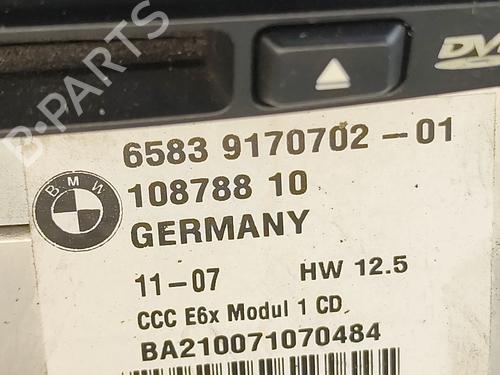 DVD
B-PARTS
BMW
6583 9170702-01
108788 10
GERMANY
11-07 HW 12.5
CCC E6x Modul 1 CD
BA210071070484